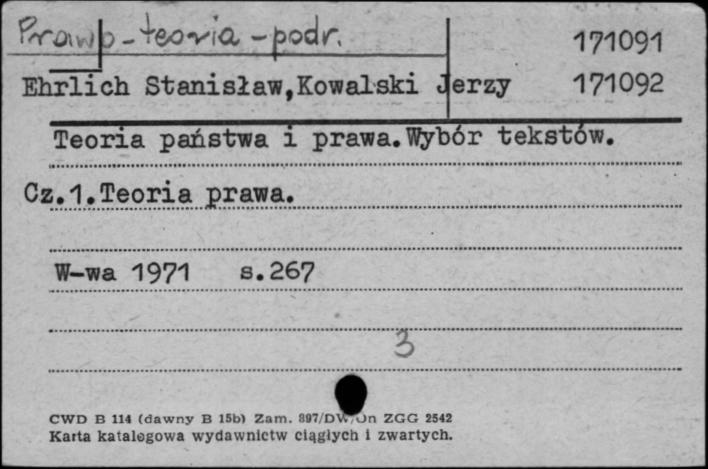 Prawo-teoria-podr. 171091
Ehrlich Stanisław,Kowalski Jerzy 171092
Teoria państwa i prawa.Wybór tekstów.
Cz.1.Teoria prawa.
W-wa 1971 s.267
3
CWD B 114 (dawny B 15b) Zam. 897/DW/Un ZGG 2542
Karta katalogowa wydawnictw ciągłych i zwartych.